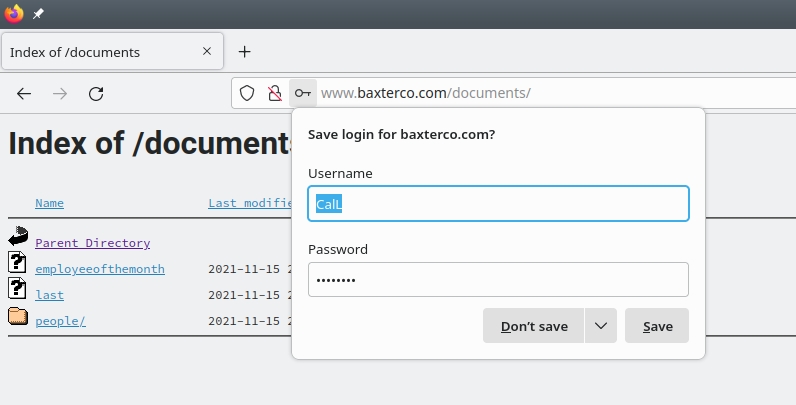 Index of /documents
www.baxterco.com/documents/
Index of /document
Save login for baxterco.com?
Username
CalL
Password
••••••••
Don't save
Save
Name
Last modifie
Parent Directory
employeeofthemonth 2021-11-15 2
last 2021-11-15 2
people/ 2021-11-15 2